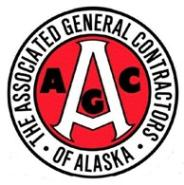 THE ASSOCIATED GENERAL CONTRACTORS
AGC
· OF ALASKA ·